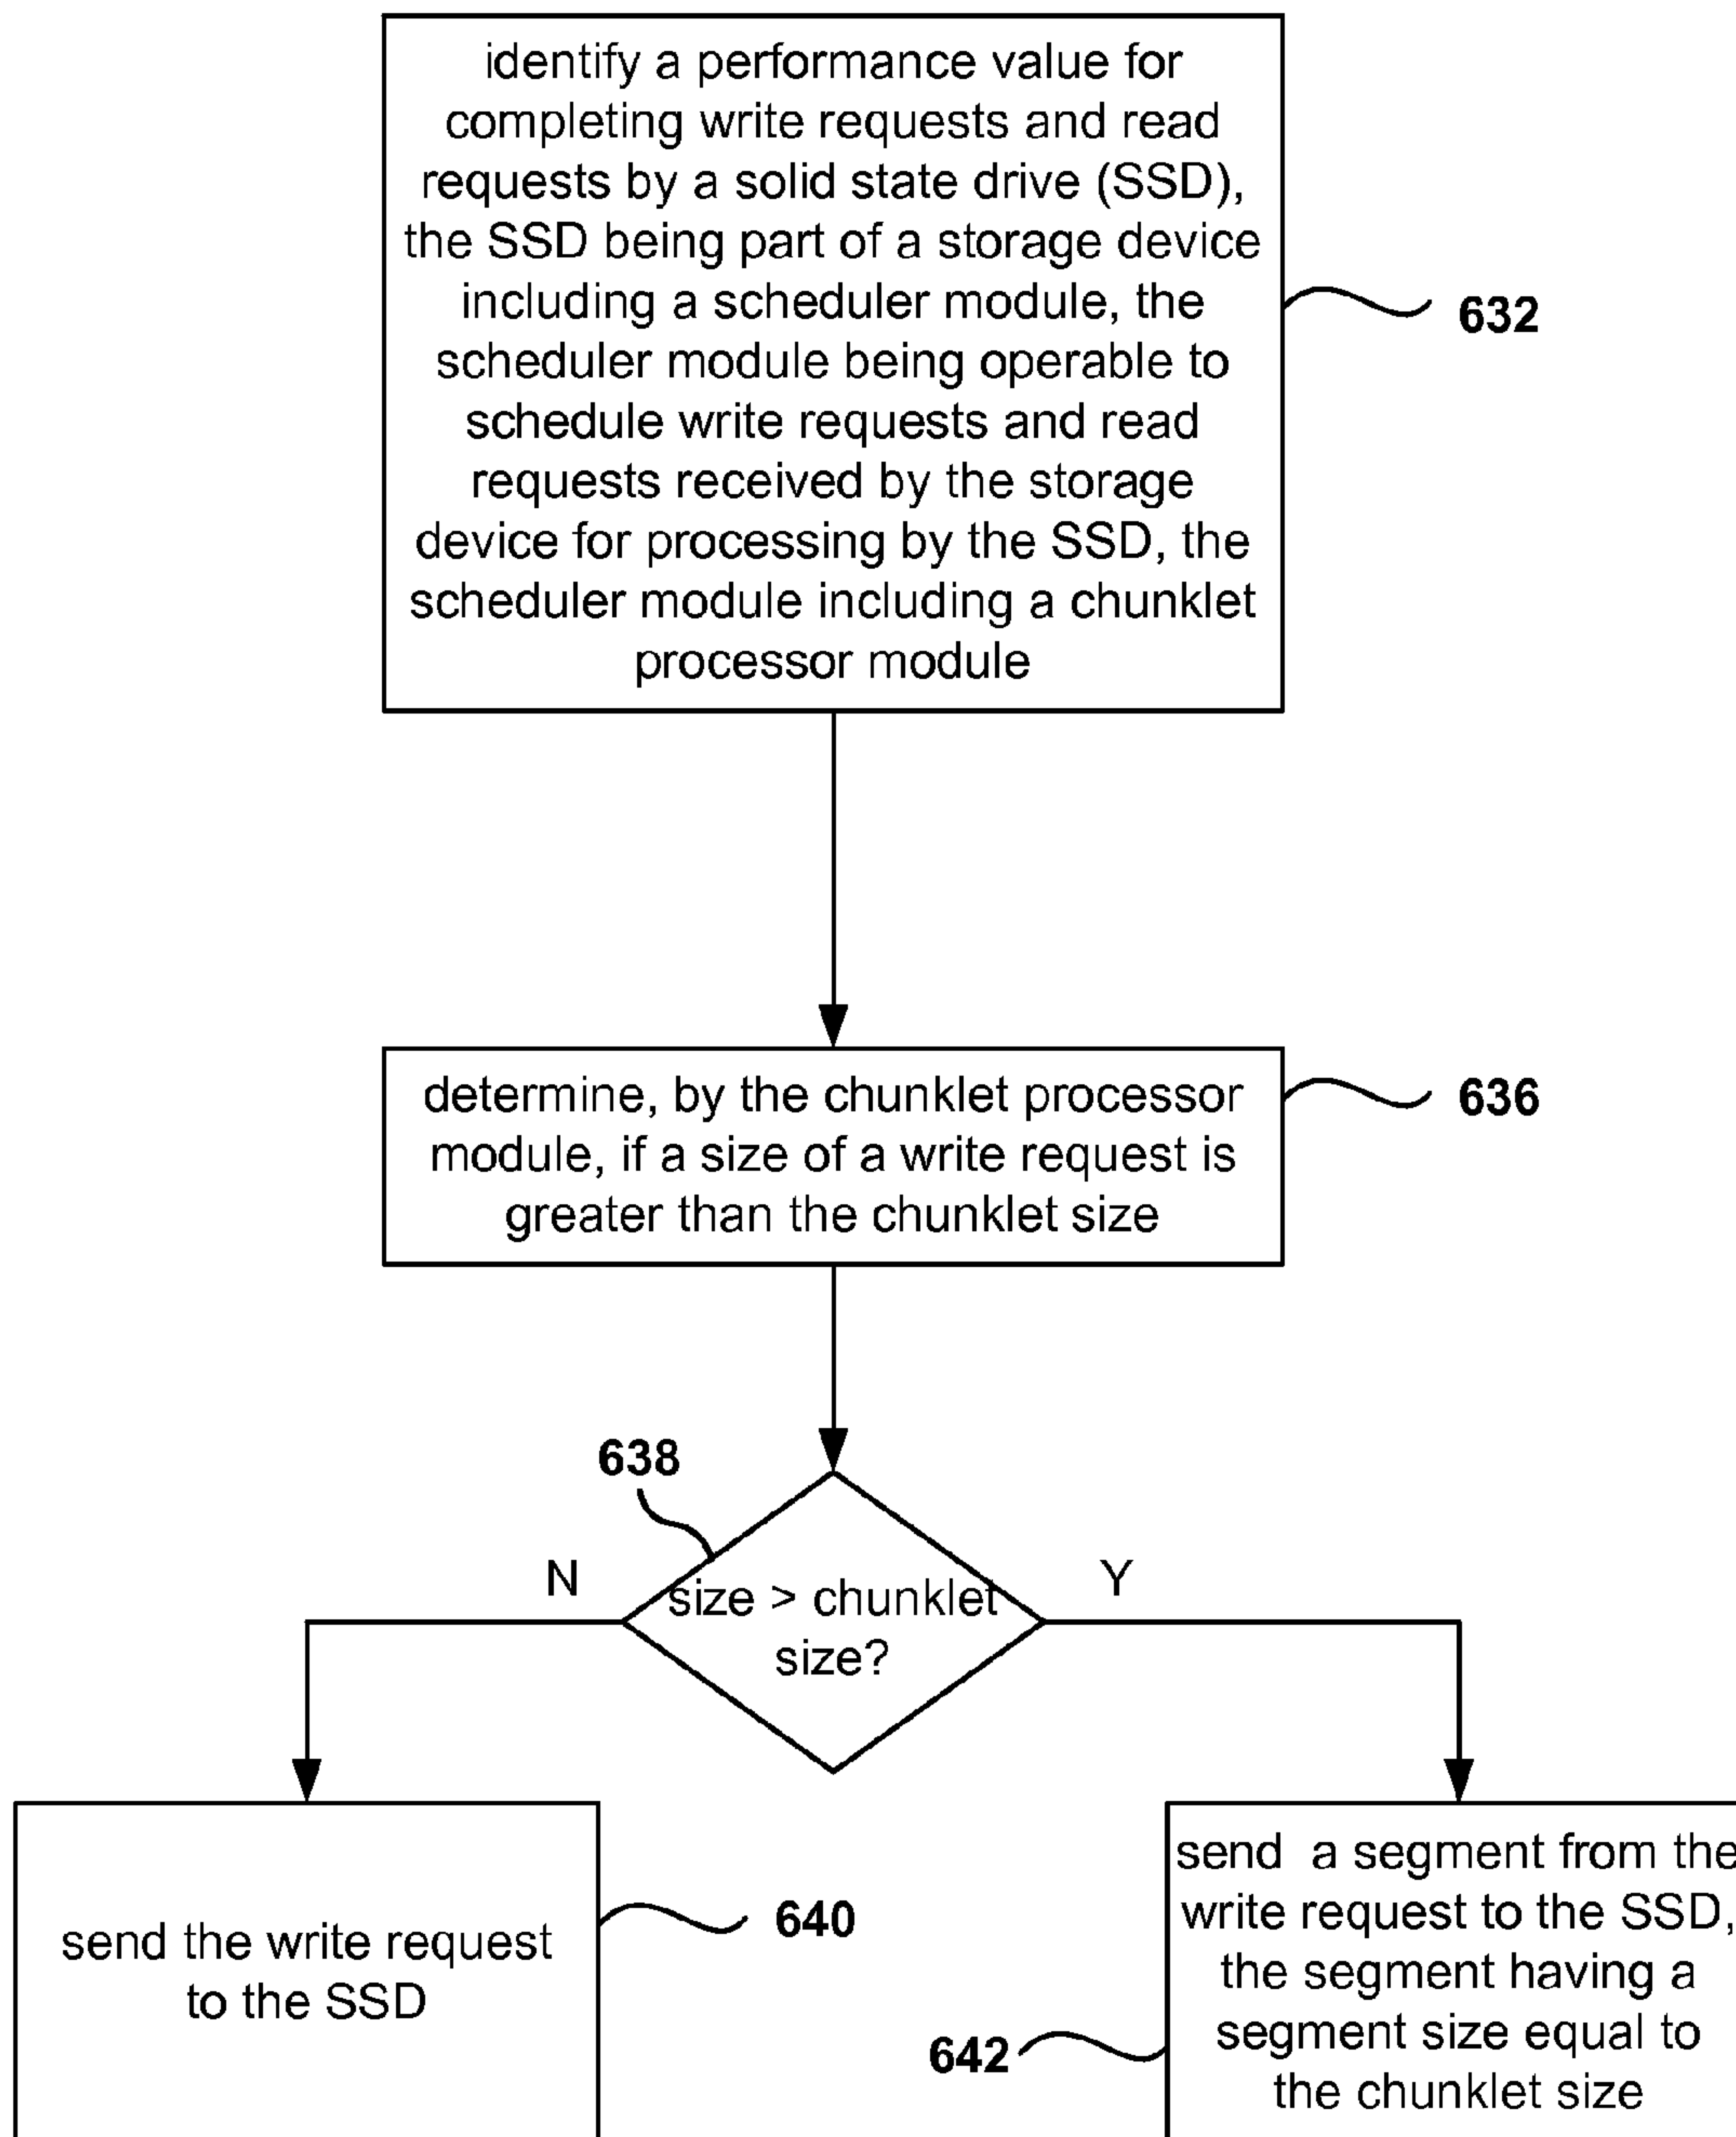 identify a performance value for
completing write requests and read
requests by a solid state drive (SSD),
the SSD being part of a storage device
including a scheduler module, the
scheduler module being operable to
schedule write requests and read
requests received by the storage
device for processing by the SSD, the
scheduler module including a chunklet
processor module
632
determine, by the chunklet processor
module, if a size of a write request is
greater than the chunklet size
636
638
N
size > chunklet
size?
Y
send the write request
to the SSD
640
send a segment from the
write request to the SSD,
the segment having a
segment size equal to
the chunklet size
642